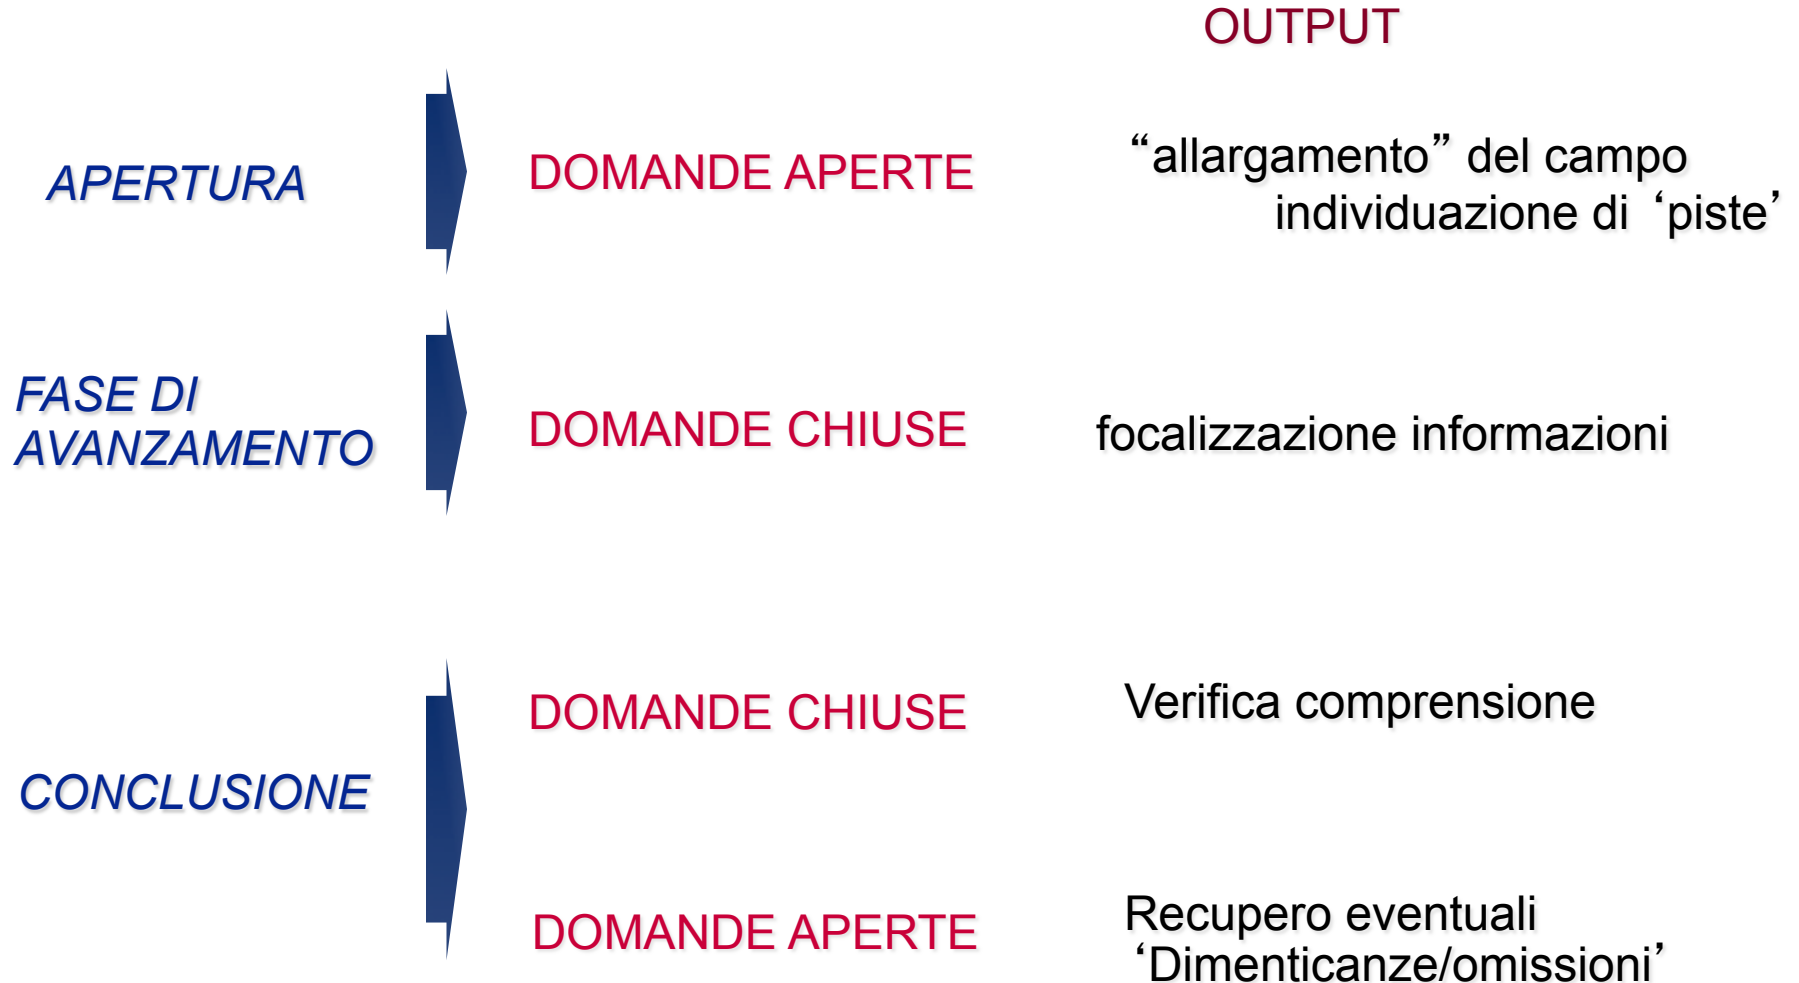 OUTPUT
APERTURA
DOMANDE APERTE
“allargamento” del campo
individuazione di ‘piste’
FASE DI
AVANZAMENTO
DOMANDE CHIUSE
focalizzazione informazioni
CONCLUSIONE
DOMANDE CHIUSE
Verifica comprensione
DOMANDE APERTE
Recupero eventuali
‘Dimenticanze/omissioni’